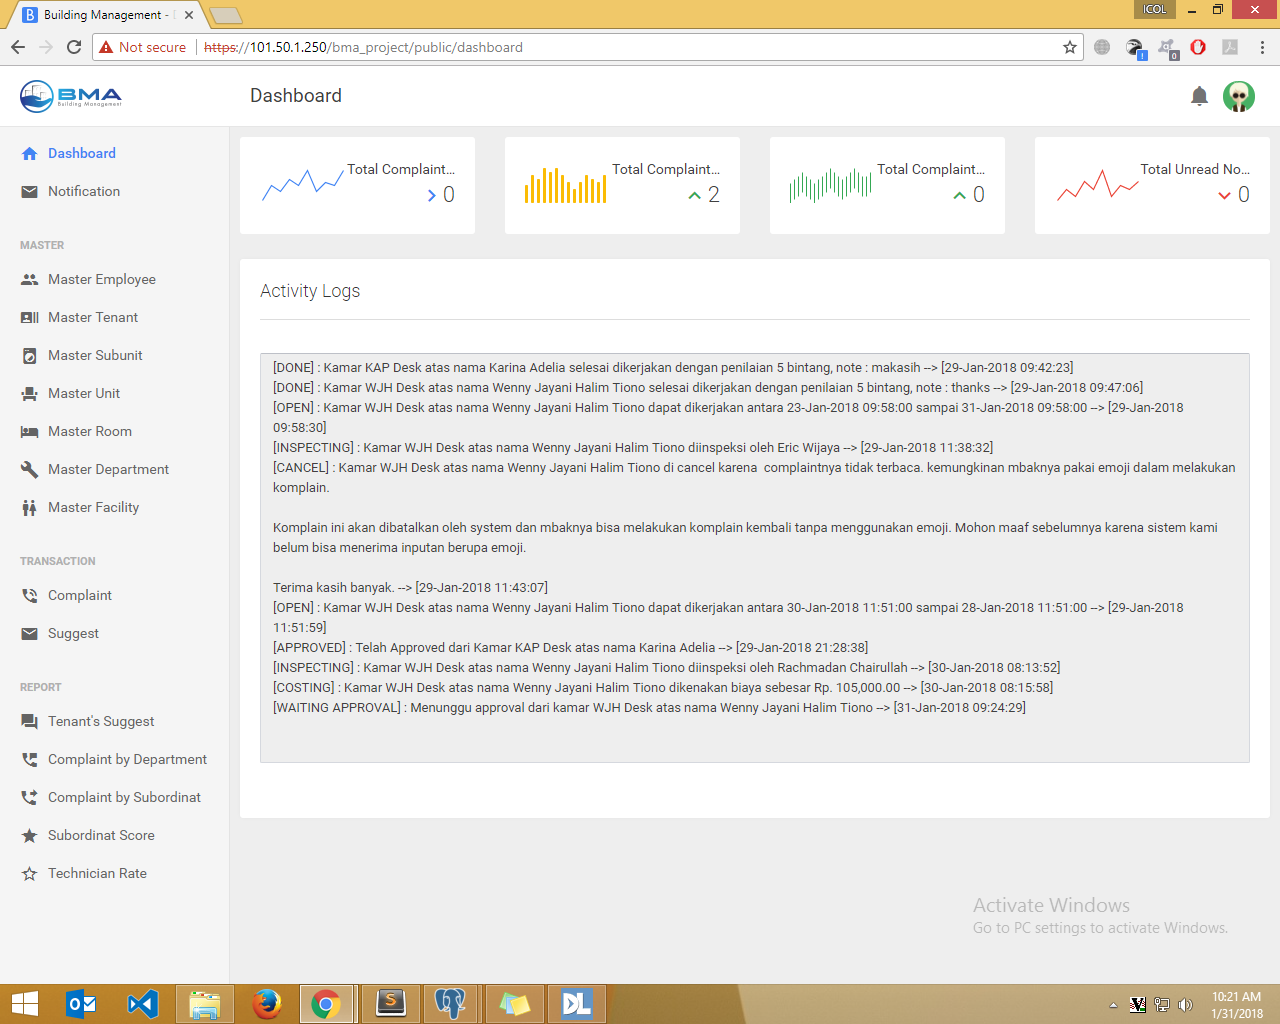 Building Management -
ICOL
Not secure
https://101.50.1.250/bma_project/public/dashboard
BMA
Building Management
Dashboard
Dashboard
Notification
MASTER
Master Employee
Master Tenant
Master Subunit
Master Unit
Master Room
Master Department
Master Facility
TRANSACTION
Complaint
Suggest
REPORT
Tenant's Suggest
Complaint by Department
Complaint by Subordinat
Subordinat Score
Technician Rate
Total Complaint...
0
Total Complaint...
2
Total Complaint...
0
Total Unread No...
0
Activity Logs
[DONE] : Kamar KAP Desk atas nama Karina Adelia selesai dikerjakan dengan penilaian 5 bintang, note : makasih --> [29-Jan-2018 09:42:23]
[DONE] : Kamar WJH Desk atas nama Wenny Jayani Halim Tiono selesai dikerjakan dengan penilaian 5 bintang, note : thanks --> [29-Jan-2018 09:47:06]
[OPEN] : Kamar WJH Desk atas nama Wenny Jayani Halim Tiono dapat dikerjakan antara 23-Jan-2018 09:58:00 sampai 31-Jan-2018 09:58:00 --> [29-Jan-2018
09:58:30]
[INSPECTING] : Kamar WJH Desk atas nama Wenny Jayani Halim Tiono diinspeksi oleh Eric Wijaya --> [29-Jan-2018 11:38:32]
[CANCEL] : Kamar WJH Desk atas nama Wenny Jayani Halim Tiono di cancel karena  complaintnya tidak terbaca. kemungkinan mbaknya pakai emoji dalam melakukan
komplain.
Komplain ini akan dibatalkan oleh system dan mbaknya bisa melakukan komplain kembali tanpa menggunakan emoji. Mohon maaf sebelumnya karena sistem kami
belum bisa menerima inputan berupa emoji.
Terima kasih banyak. --> [29-Jan-2018 11:43:07]
[OPEN] : Kamar WJH Desk atas nama Wenny Jayani Halim Tiono dapat dikerjakan antara 30-Jan-2018 11:51:00 sampai 28-Jan-2018 11:51:00 --> [29-Jan-2018
11:51:59]
[APPROVED] : Telah Approved dari Kamar KAP Desk atas nama Karina Adelia --> [29-Jan-2018 21:28:38]
[INSPECTING] : Kamar WJH Desk atas nama Wenny Jayani Halim Tiono diinspeksi oleh Rachmadan Chairullah --> [30-Jan-2018 08:13:52]
[COSTING] : Kamar WJH Desk atas nama Wenny Jayani Halim Tiono dikenakan biaya sebesar Rp. 105,000.00 --> [30-Jan-2018 08:15:58]
[WAITING APPROVAL] : Menunggu approval dari kamar WJH Desk atas nama Wenny Jayani Halim Tiono --> [31-Jan-2018 09:24:29]
Activate Windows
Go to PC settings to activate Windows.
DL
10:21 AM
1/31/2018